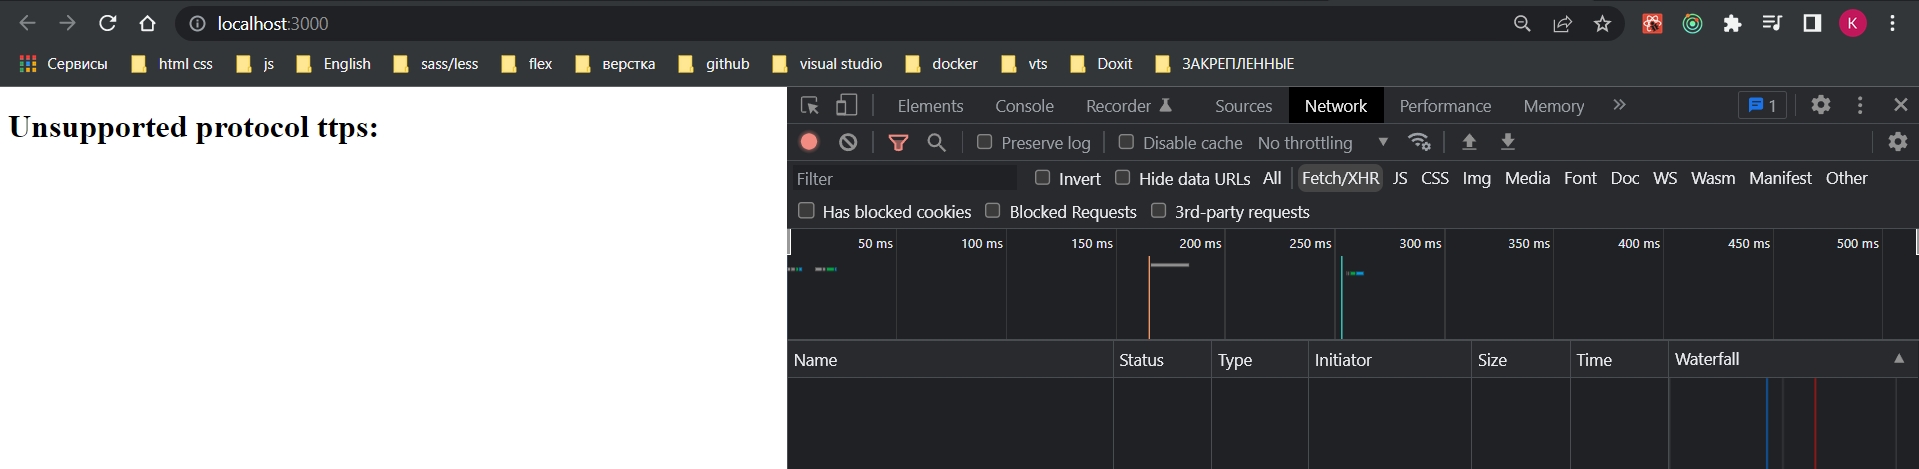 localhost:3000
K
Сервисы html css js English sass/less flex верстка github visual studio docker vts Doxit ЗАКРЕПЛЕННЫЕ
Unsupported protocol ttps:
Elements Console Recorder Sources Network Performance Memory » 1
Preserve log Disable cache No throttling
Filter Invert Hide data URLs All Fetch/XHR JS CSS Img Media Font Doc WS Wasm Manifest Other
Has blocked cookies Blocked Requests 3rd-party requests
50 ms 100 ms 150 ms 200 ms 250 ms 300 ms 350 ms 400 ms 450 ms 500 ms
Name Status Type Initiator Size Time Waterfall